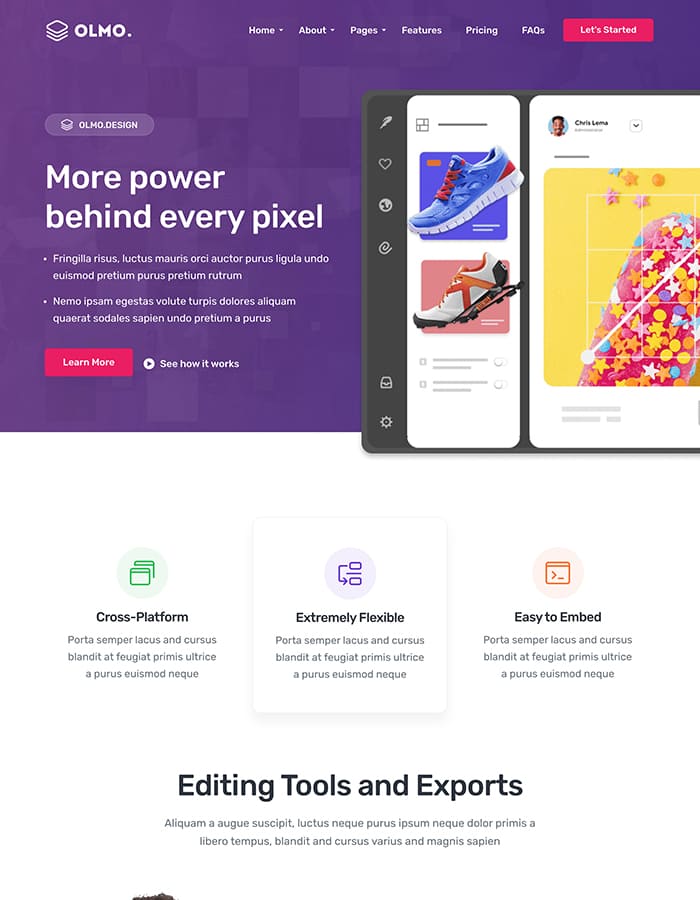 OLMO.
Home
About
Pages
Features
Pricing
FAQs
Let's Started
OLMO.DESIGN
More power
behind every pixel
Fringilla risus, luctus mauris orci auctor purus ligula undo
euismod pretium purus pretium rutrum
Nemo ipsam egestas volute turpis dolores aliquam
quaerat sodales sapien undo pretium a purus
Learn More
See how it works
Chris Lema
Administrator
Cross-Platform
Porta semper lacus and cursus
blandit at feugiat primis ultrice
a purus euismod neque
Extremely Flexible
Porta semper lacus and cursus
blandit at feugiat primis ultrice
a purus euismod neque
Easy to Embed
Porta semper lacus and cursus
blandit at feugiat primis ultrice
a purus euismod neque
Editing Tools and Exports
Aliquam a augue suscipit, luctus neque purus ipsum neque dolor primis a
libero tempus, blandit and cursus varius and magnis sapien